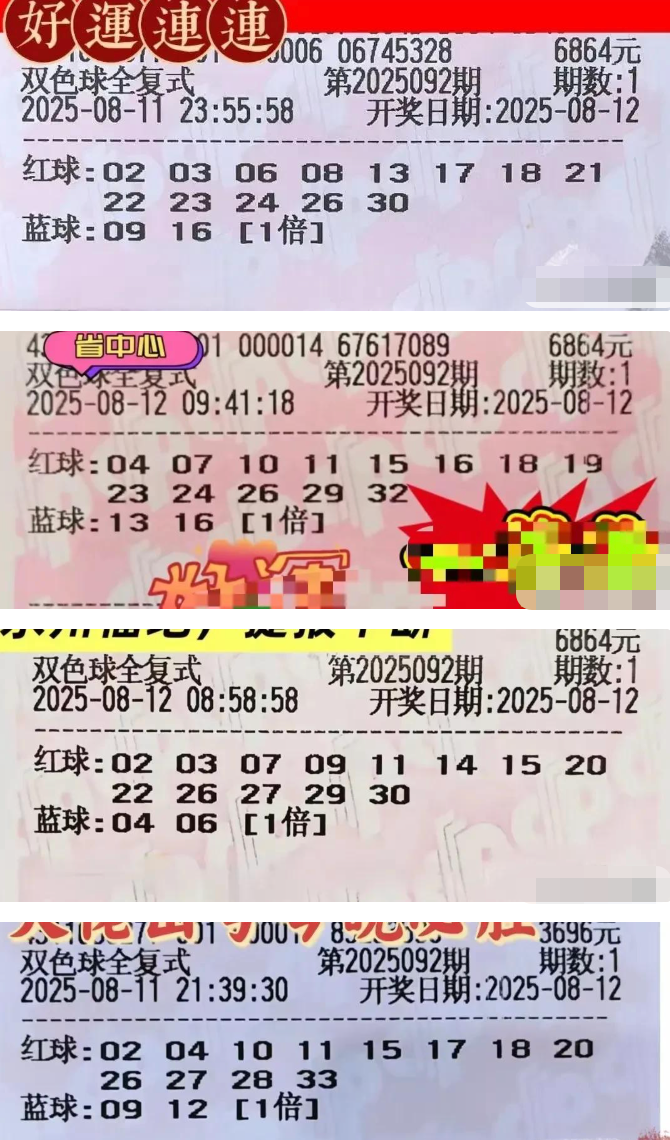 好運連連
0006 06745328 6864元
双色球全复式 第2025092期 期数:1
2025-08-11 23:55:58 开奖日期:2025-08-12
红球:02 03 06 08 13 17 18 21
22 23 24 26 30
蓝球:09 16 [1倍]
省中心
01 000014 67617089 6864元
双色球全复式 第2025092期 期数:1
2025-08-12 09:41:18 开奖日期:2025-08-12
红球:04 07 10 11 15 16 18 19
23 24 26 29 32
蓝球:13 16 [1倍]
6864元
双色球全复式 第2025092期 期数:1
2025-08-12 08:58:58 开奖日期:2025-08-12
红球:02 03 07 09 11 14 15 20
22 26 27 29 30
蓝球:04 06 [1倍]
3696元
双色球全复式 第2025092期 期数:1
2025-08-11 21:39:30 开奖日期:2025-08-12
红球:02 04 10 11 15 17 18 20
26 27 28 33
蓝球:09 12 [1倍]